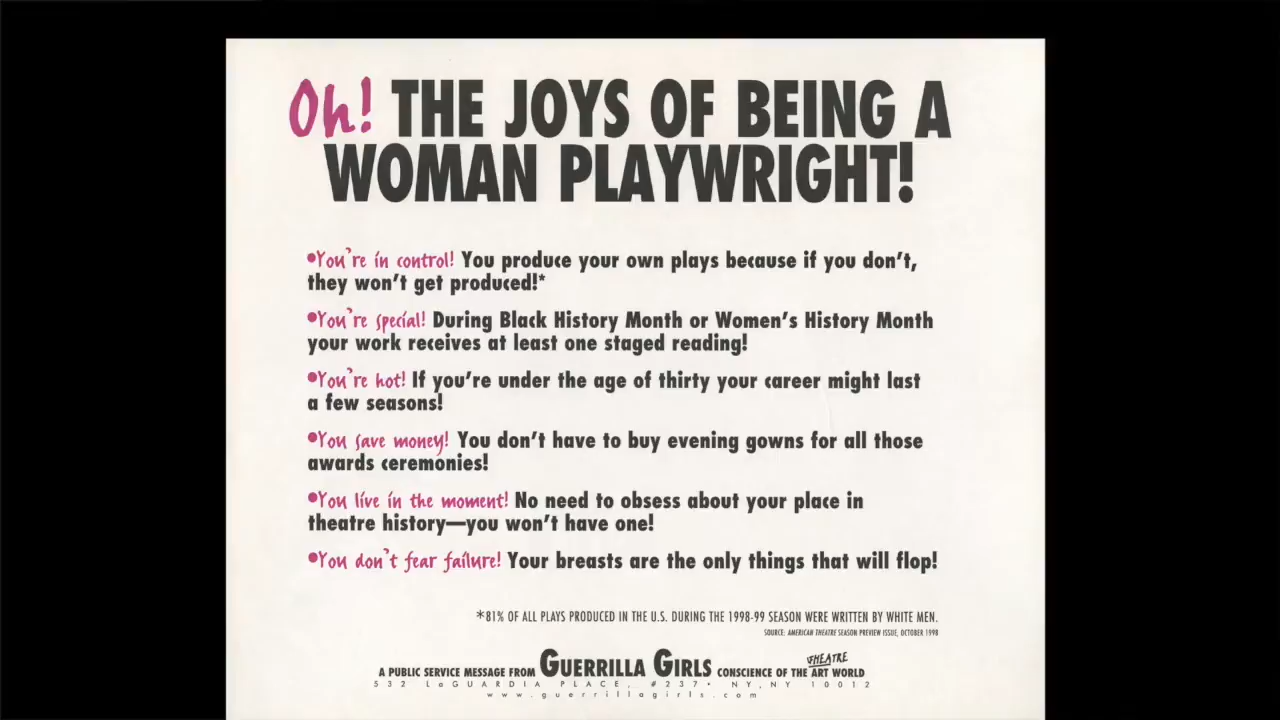 Oh! THE JOYS OF BEING A
WOMAN PLAYWRIGHT!
•You're in control! You produce your own plays because if you don't,
they won't get produced!*
•You're special! During Black History Month or Women's History Month
your work receives at least one staged reading!
•You're hot! If you're under the age of thirty your career might last
a few seasons!
•You save money! You don't have to buy evening gowns for all those
awards ceremonies!
•You live in the moment! No need to obsess about your place in
theatre history—you won't have one!
•You don't fear failure! Your breasts are the only things that will flop!
*81% OF ALL PLAYS PRODUCED IN THE U.S. DURING THE 1998-99 SEASON WERE WRITTEN BY WHITE MEN.
SOURCE: AMERICAN THEATRE SEASON PREVIEW ISSUE, OCTOBER 1998
THEATRE
A PUBLIC SERVICE MESSAGE FROM GUERRILLA GIRLS CONSCIENCE OF THE ART WORLD
532 LaGUARDIA PLACE, #237• NY, NY 10012
www.guerrillagirls.com